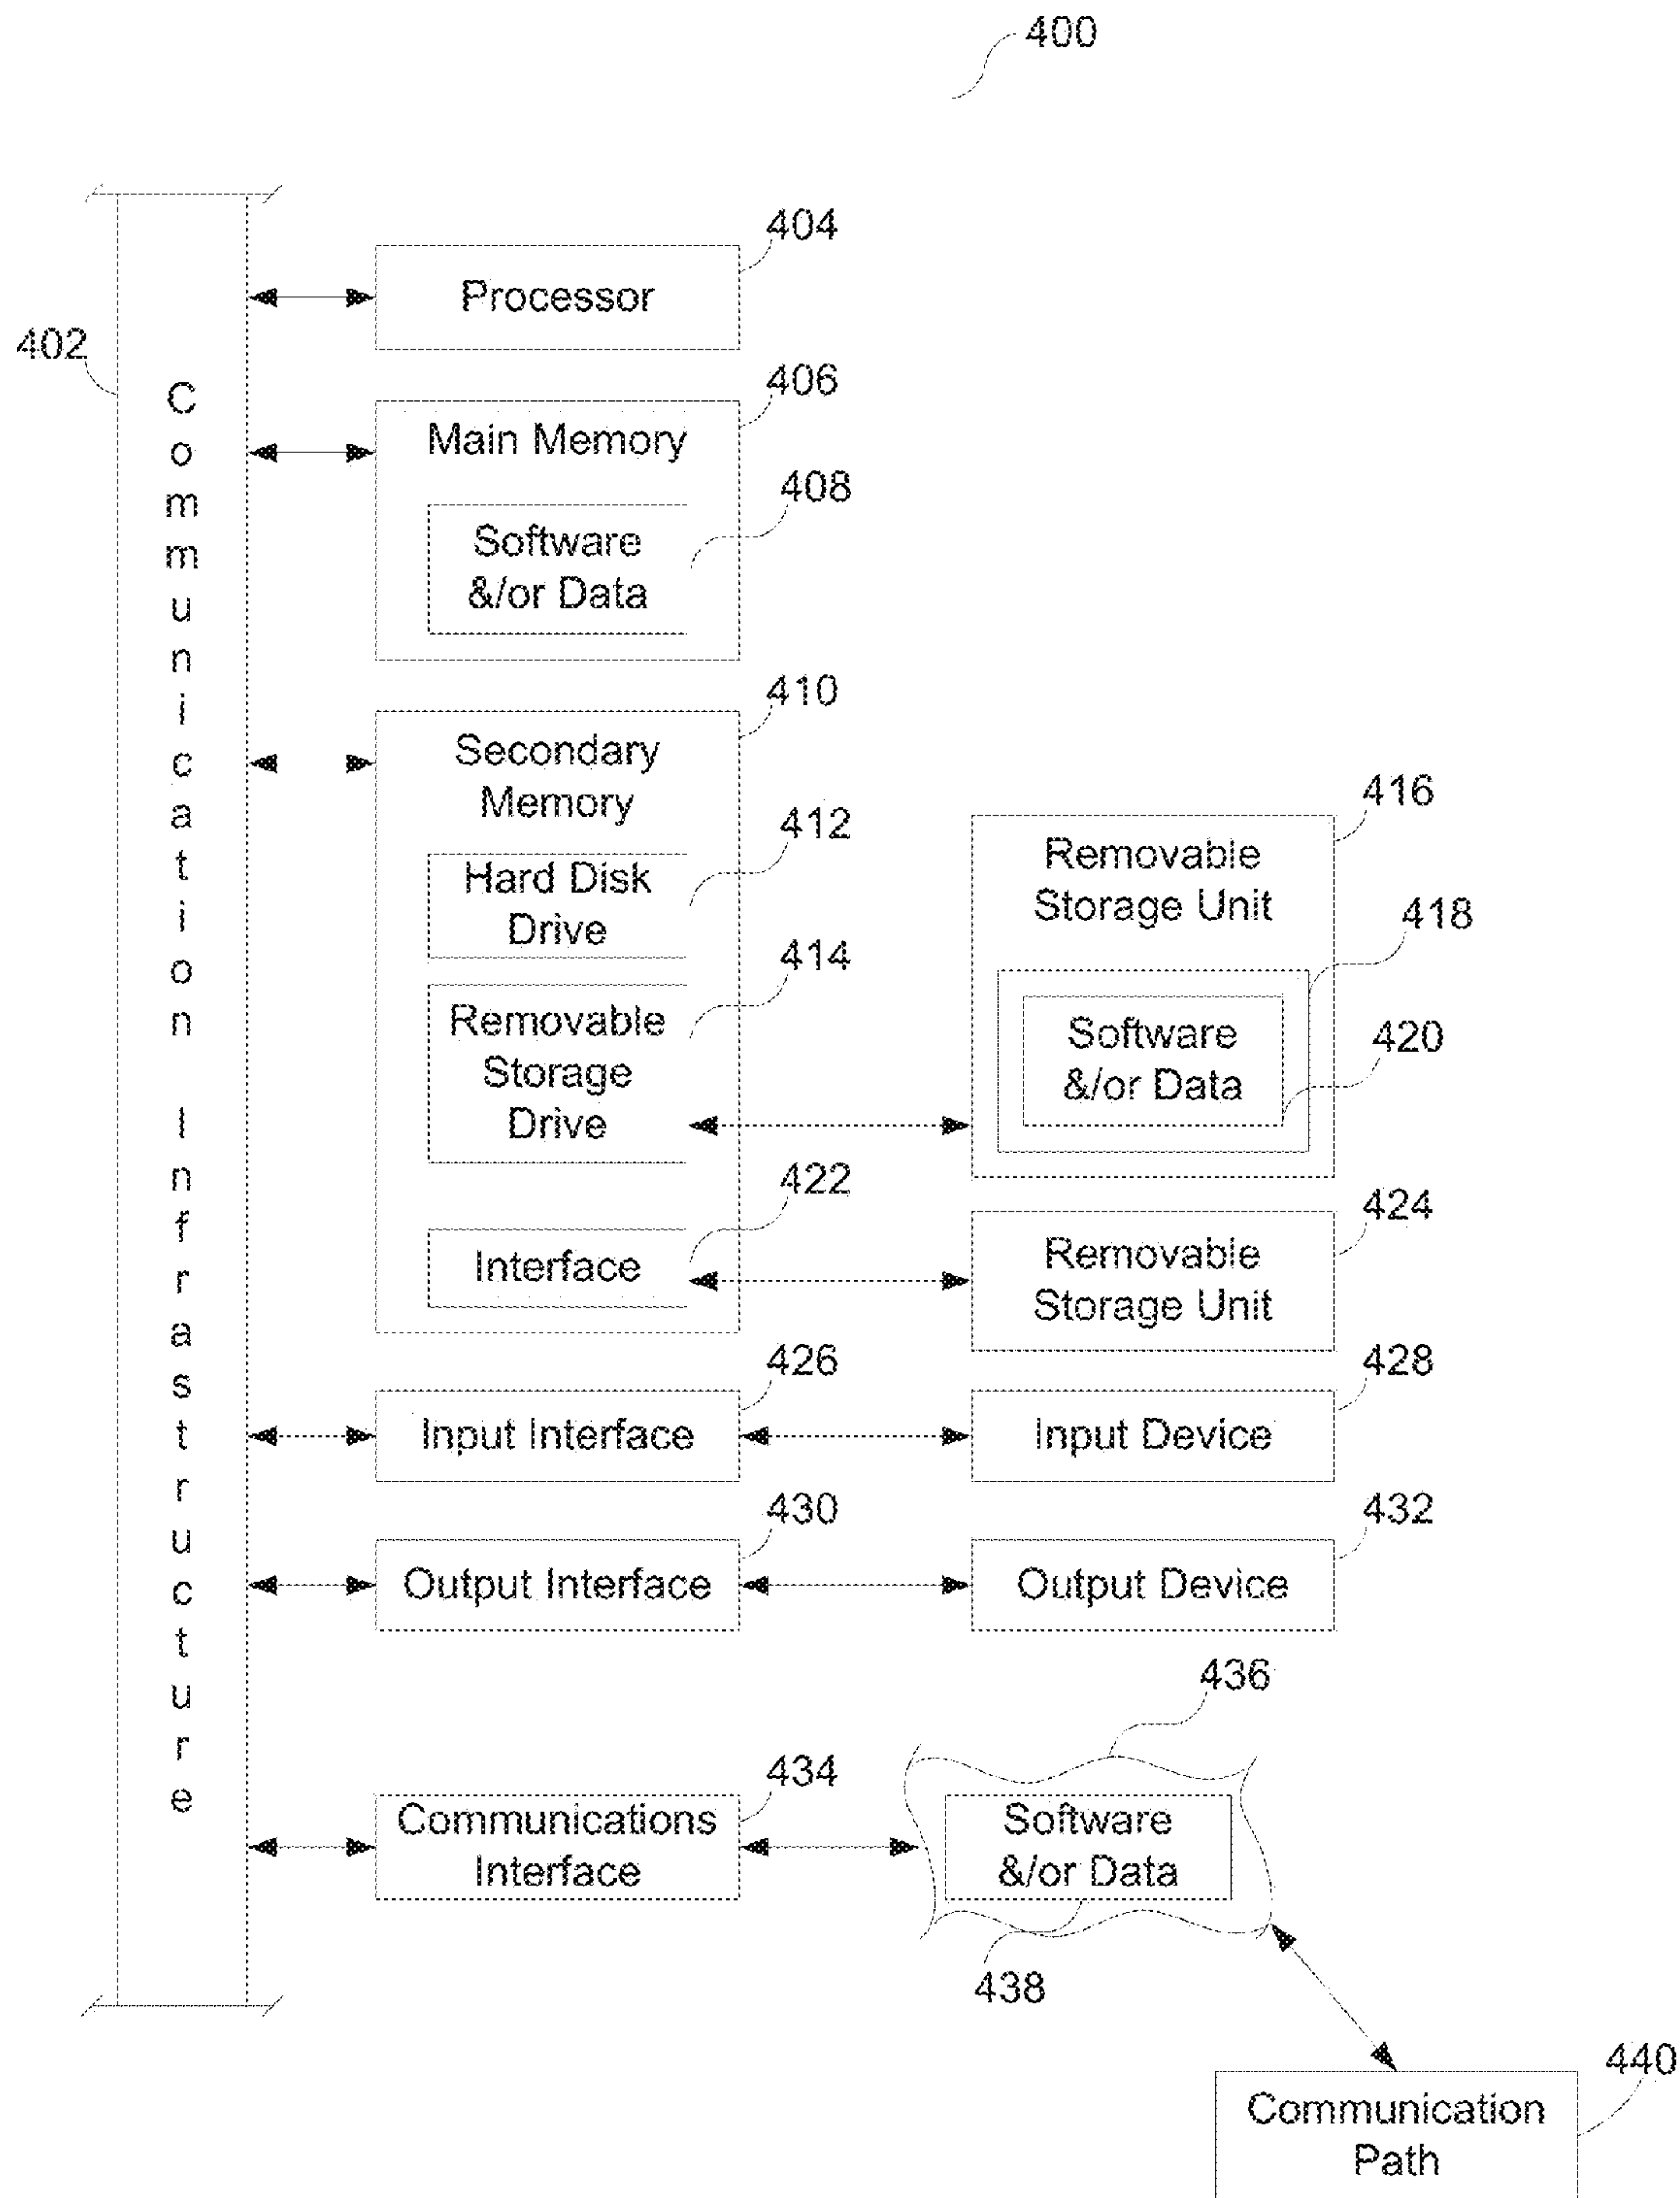 400
402
Communication Infrastructure
404
Processor
406
Main Memory
408
Software
&/or Data
410
Secondary
Memory
412
Hard Disk
Drive
414
Removable
Storage
Drive
416
Removable
Storage Unit
418
Software
&/or Data
420
422
Interface
424
Removable
Storage Unit
426
Input Interface
428
Input Device
430
Output Interface
432
Output Device
434
Communications
Interface
436
Software
&/or Data
438
440
Communication
Path